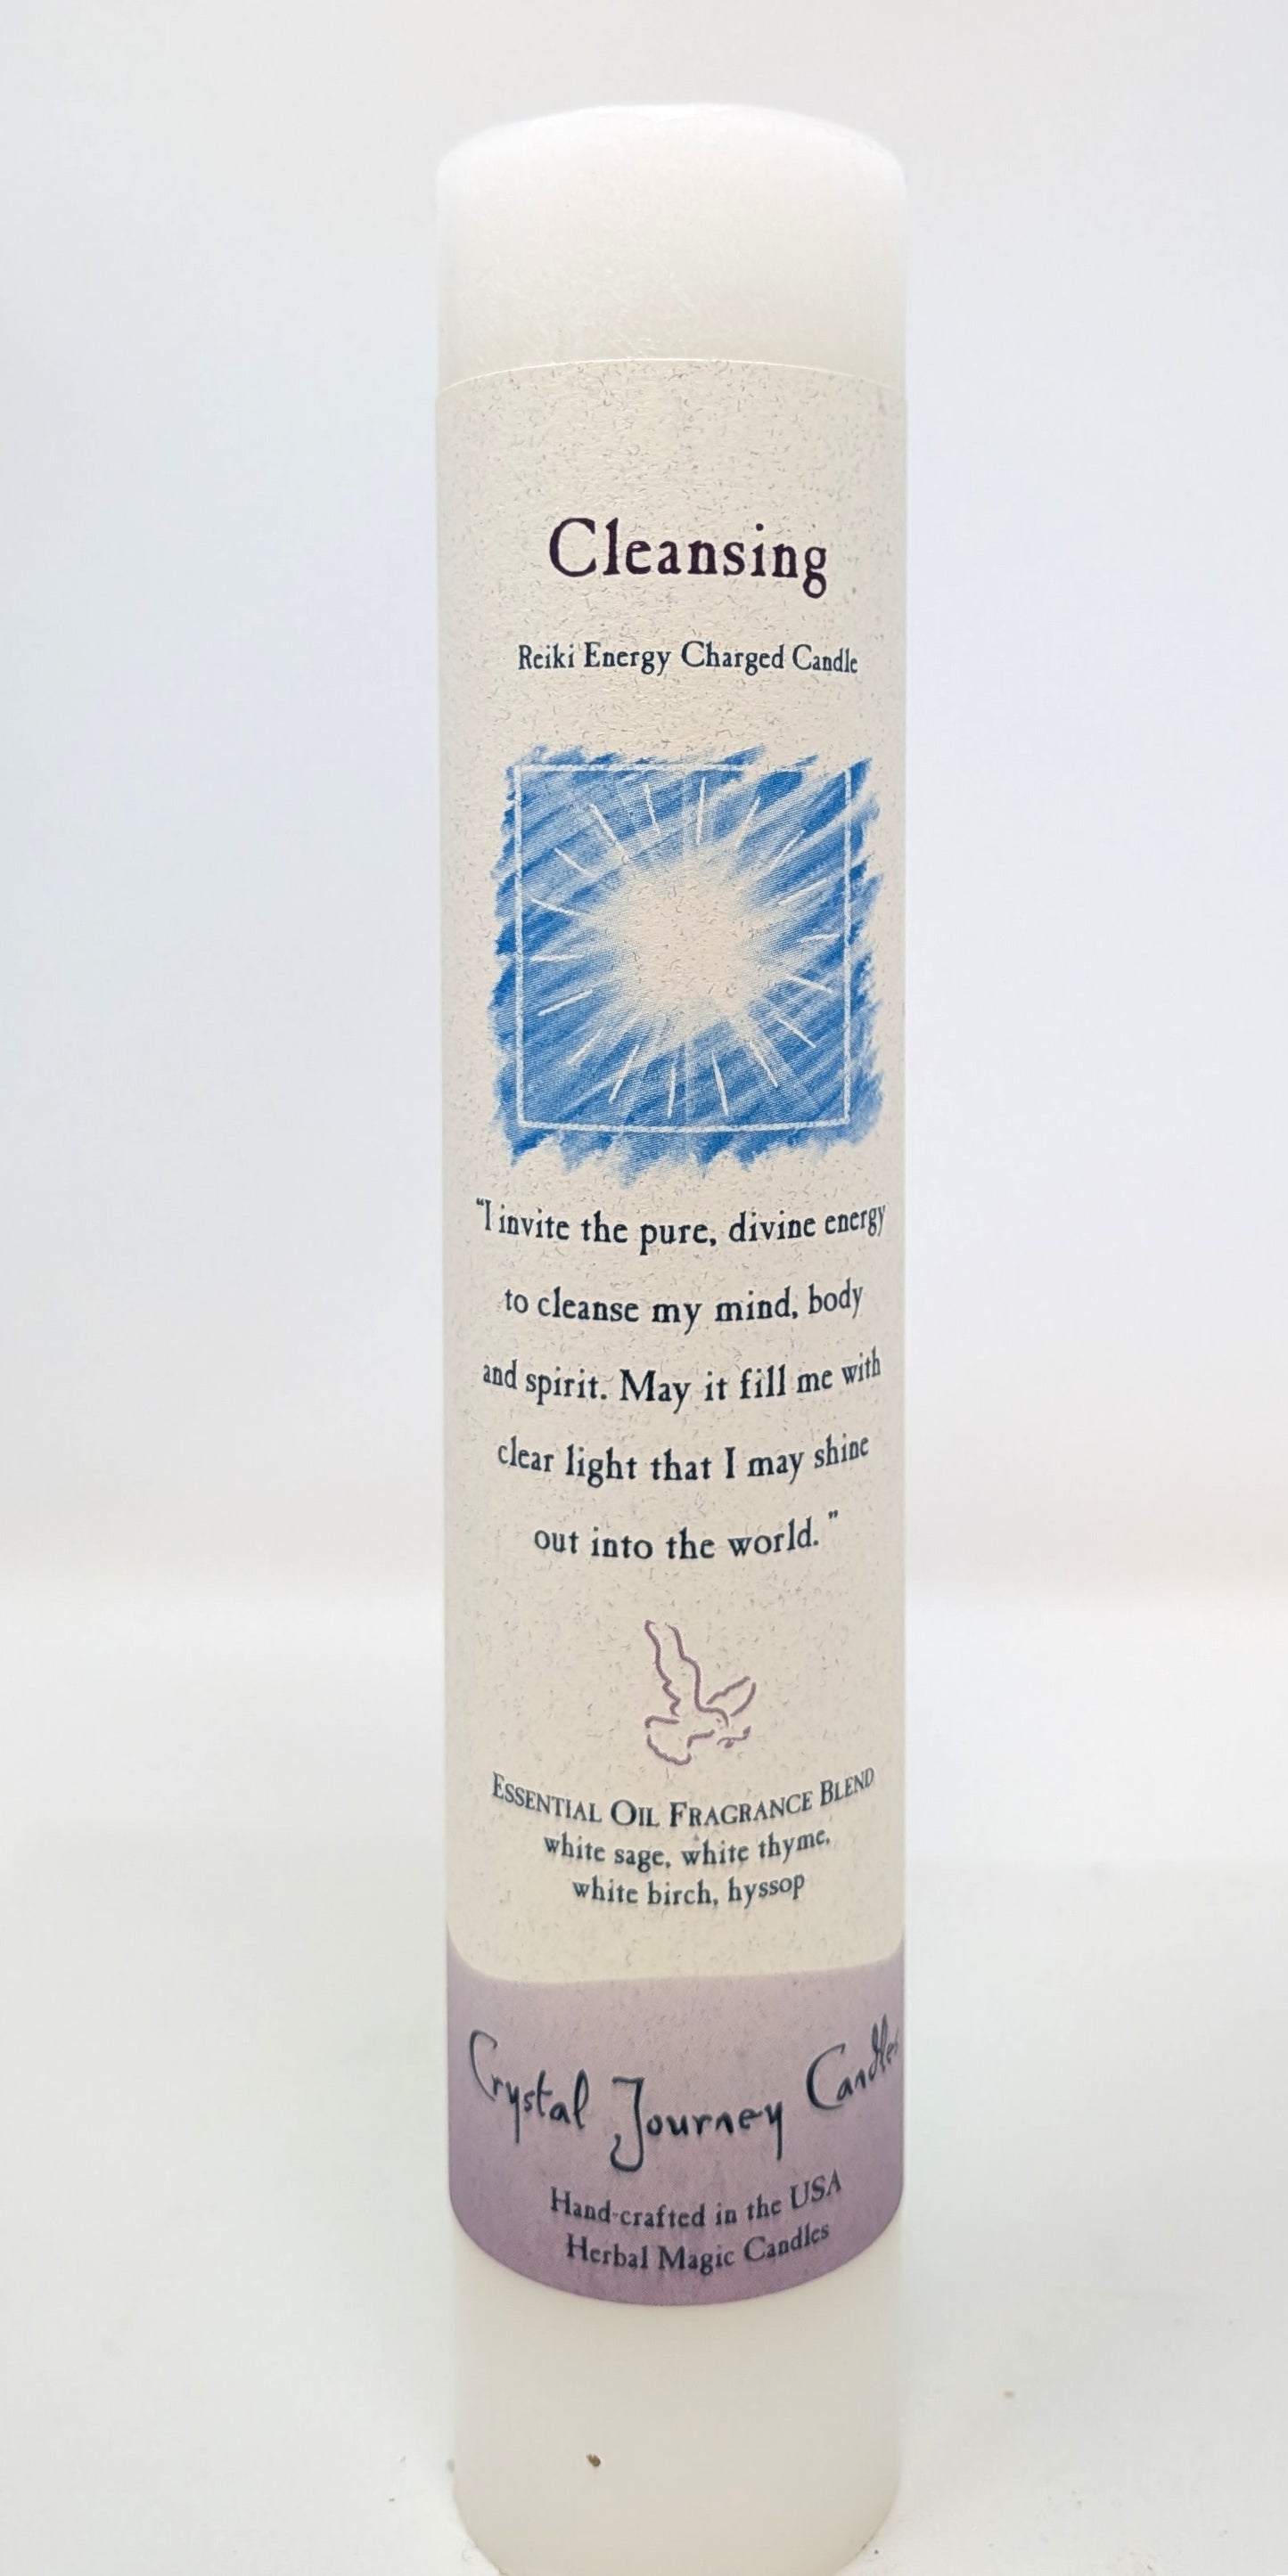 Cleansing
Reiki Energy Charged Candle
"I invite the pure, divine energy
to cleanse my mind, body
and spirit. May it fill me with
clear light that I may shine
out into the world."
ESSENTIAL OIL FRAGRANCE BLEND
white sage, white thyme,
white birch, hyssop
Crystal Journey Candles
Hand-crafted in the USA
Herbal Magic Candles